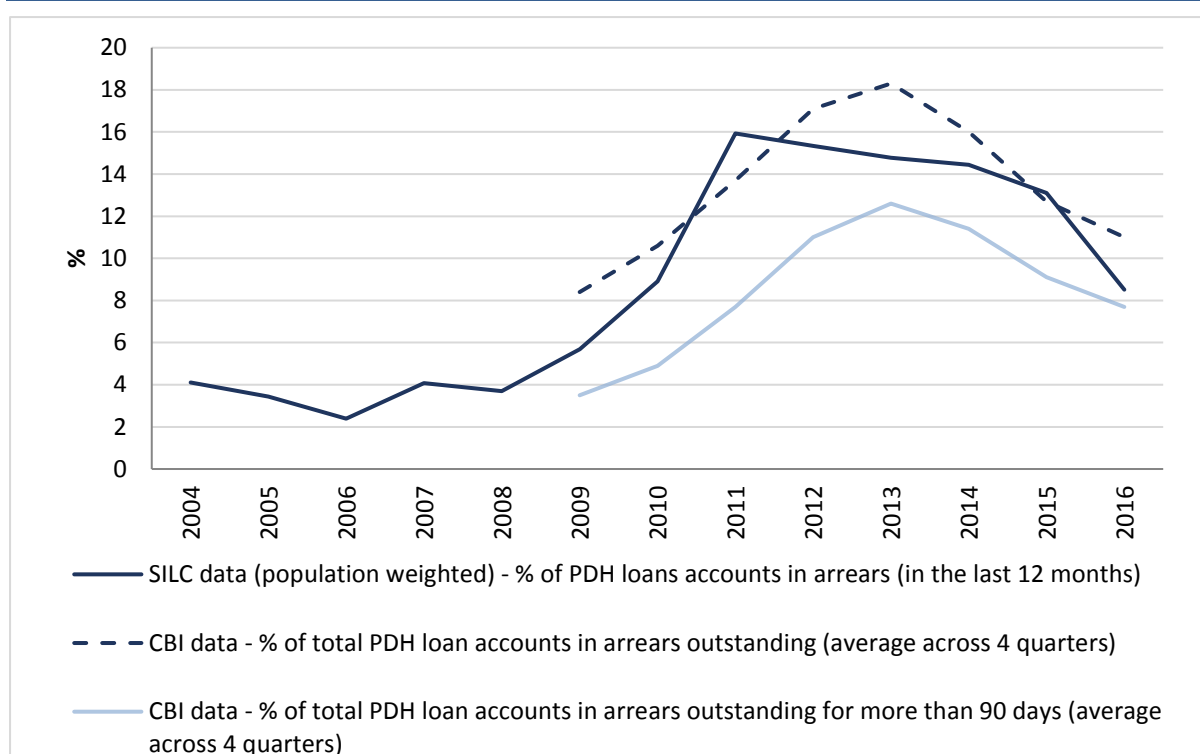 20
18
16
14
12
10
8
6
4
2
0
%
2004 2005 2006 2007 2008 2009 2010 2011 2012 2013 2014 2015 2016
SILC data (population weighted) - % of PDH loans accounts in arrears (in the last 12 months)
CBI data - % of total PDH loan accounts in arrears outstanding (average across 4 quarters)
CBI data - % of total PDH loan accounts in arrears outstanding for more than 90 days (average
across 4 quarters)